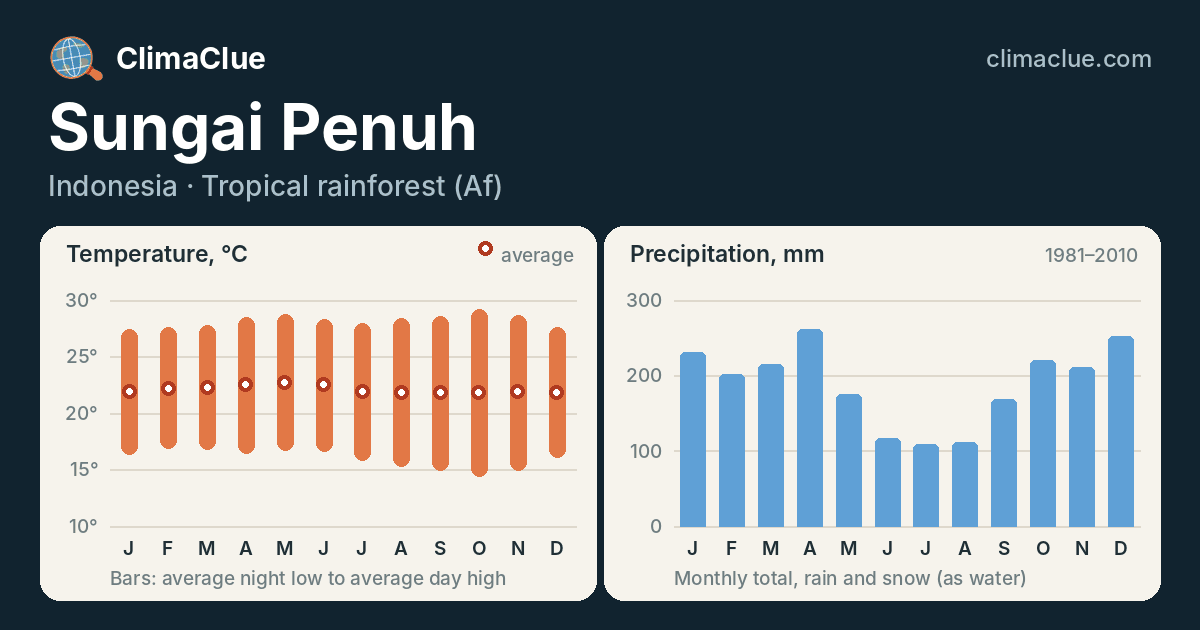 ClimaClue
climaclue.com
Sungai Penuh
Indonesia · Tropical rainforest (Af)
Temperature, °C
average
30°
25°
20°
15°
10°
J F M A M J J A S O N D
Bars: average night low to average day high
Precipitation, mm
1981–2010
300
200
100
0
J F M A M J J A S O N D
Monthly total, rain and snow (as water)